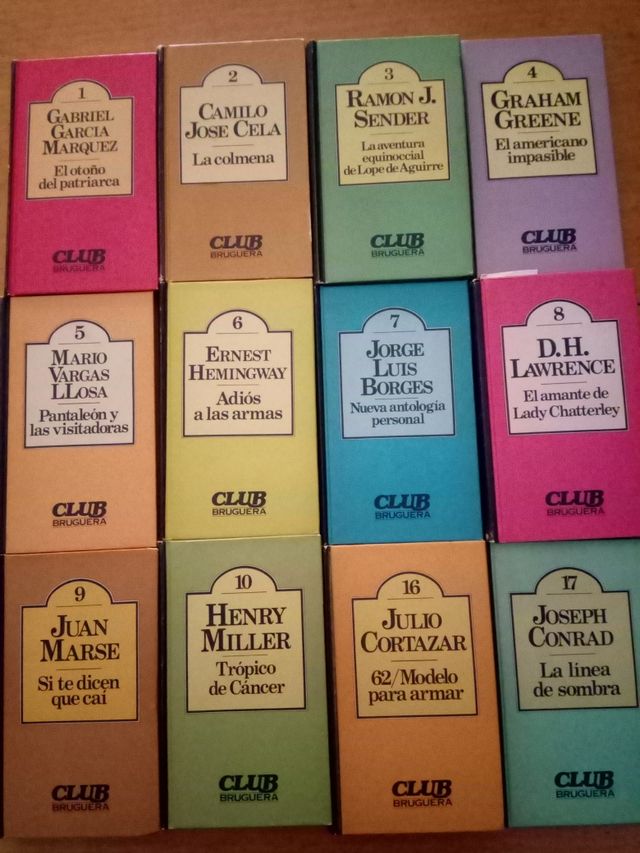 1
GABRIEL
GARCIA
MARQUEZ
El otoño
del patriarca
CLUB
BRUGUERA
2
CAMILO
JOSE CELA
La colmena
CLUB
BRUGUERA
3
RAMON J.
SENDER
La aventura
equinoccial
de Lope de Aguirre
CLUB
BRUGUERA
4
GRAHAM
GREENE
El americano
impasible
CLUB
BRUGUERA
5
MARIO
VARGAS
LLOSA
Pantaleón y
las visitadoras
CLUB
BRUGUERA
6
ERNEST
HEMINGWAY
Adiós
a las armas
CLUB
BRUGUERA
7
JORGE
LUIS
BORGES
Nueva antología
personal
CLUB
BRUGUERA
8
D.H.
LAWRENCE
El amante de
Lady Chatterley
CLUB
BRUGUERA
9
JUAN
MARSE
Si te dicen
que caí
CLUB
BRUGUERA
10
HENRY
MILLER
Trópico
de Cáncer
CLUB
BRUGUERA
16
JULIO
CORTAZAR
62/Modelo
para armar
CLUB
BRUGUERA
17
JOSEPH
CONRAD
La linea
de sombra
CLUB
BRUGUERA